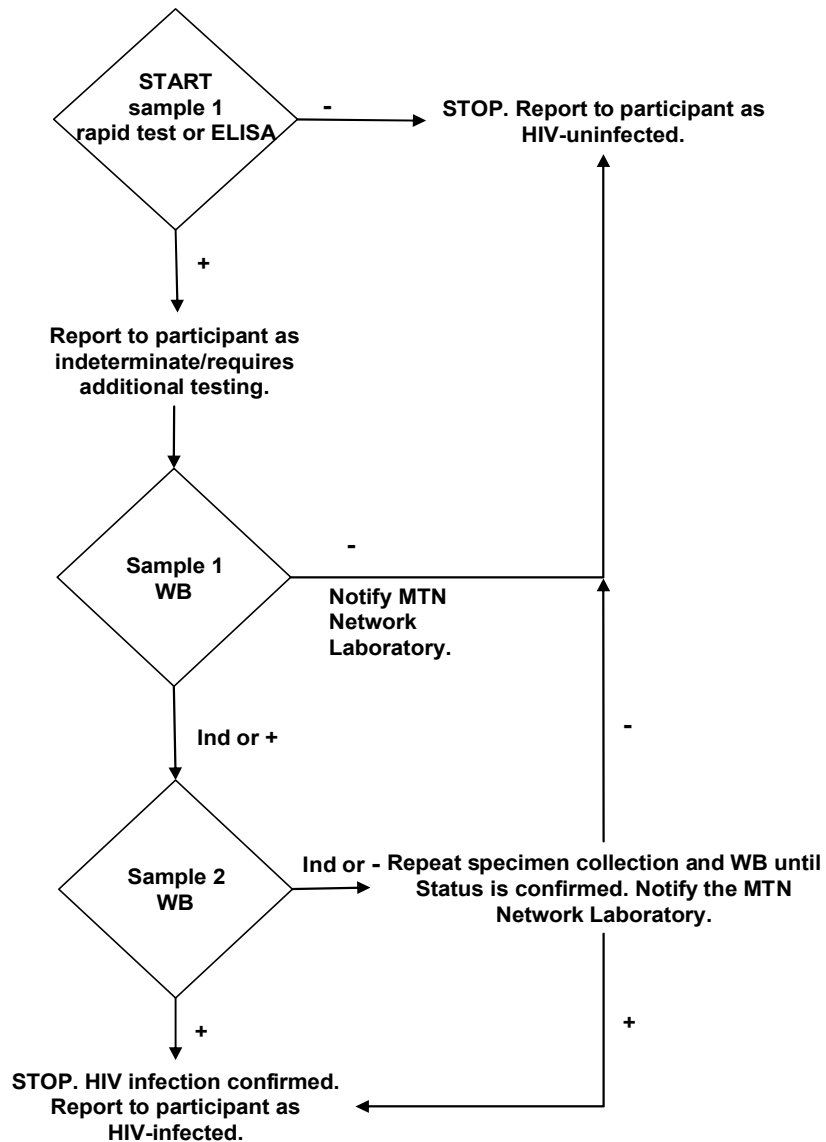 START
sample 1
rapid test or ELISA
-
STOP. Report to participant as
HIV-uninfected.
+
Report to participant as
indeterminate/requires
additional testing.
Sample 1
WB
-
Notify MTN
Network
Laboratory.
Ind or +
-
Sample 2
WB
Ind or -
Repeat specimen collection and WB until
Status is confirmed. Notify the MTN
Network Laboratory.
+
+
STOP. HIV infection confirmed.
Report to participant as
HIV-infected.